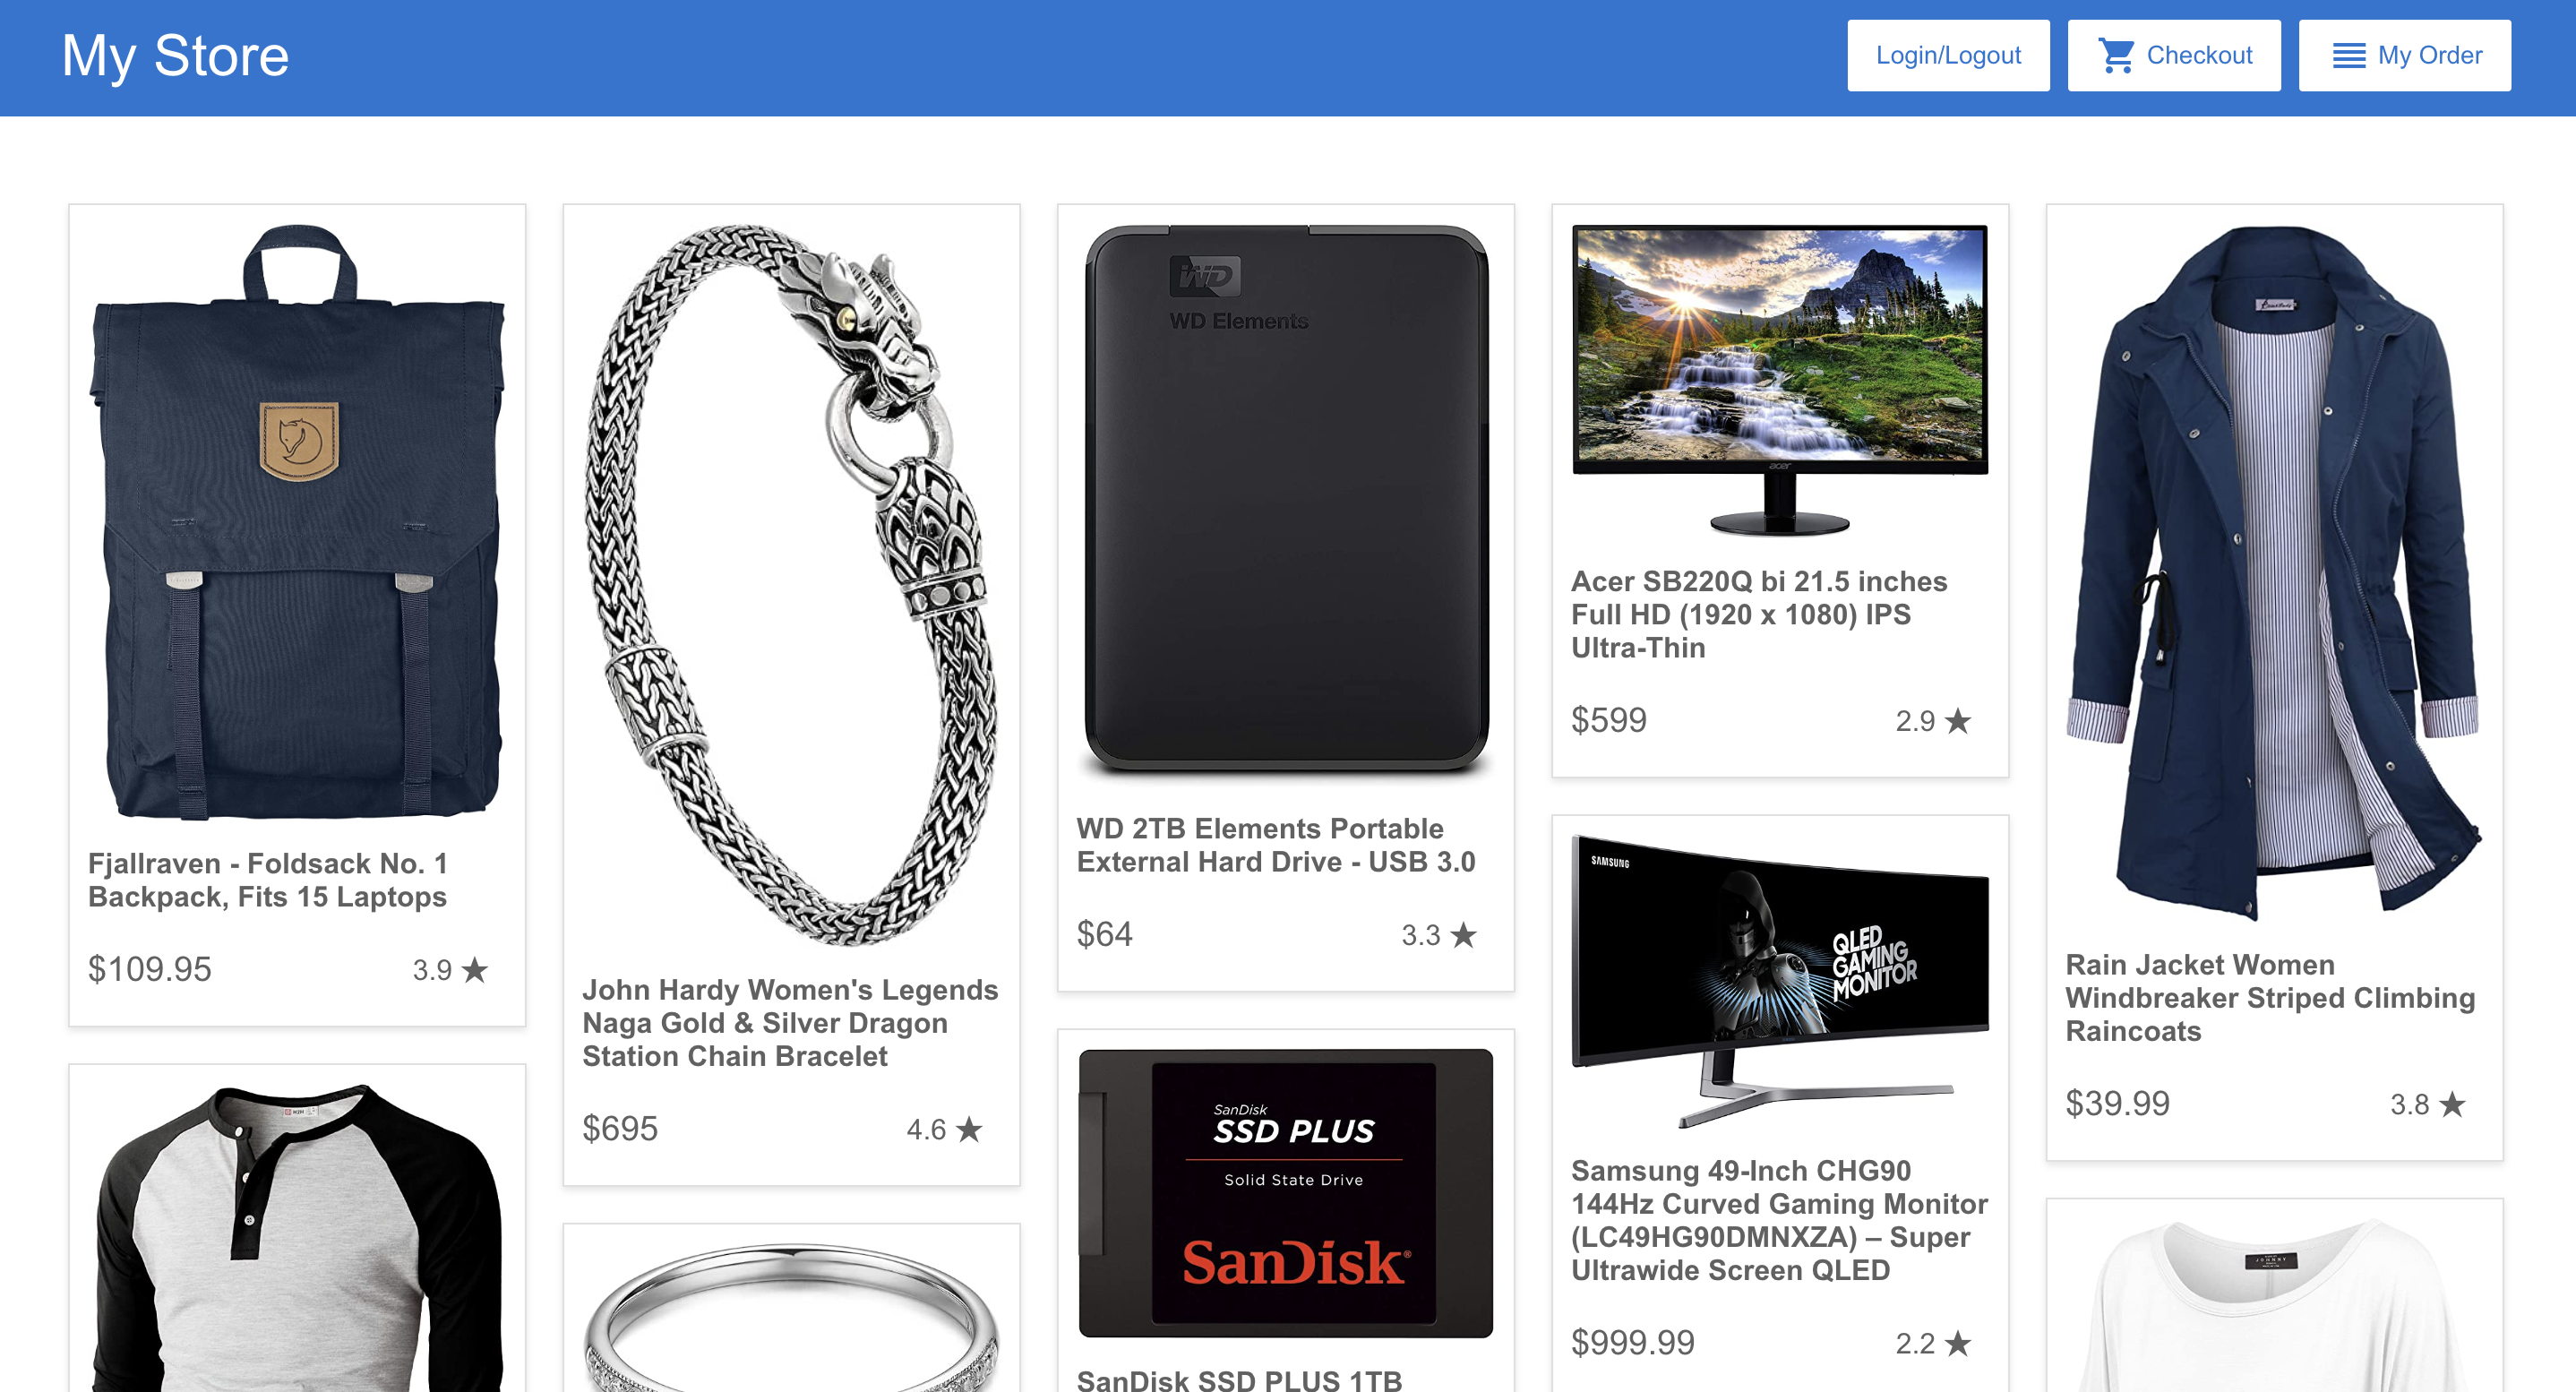 My Store
Login/Logout
Checkout
My Order
Fjallraven - Foldsack No. 1
Backpack, Fits 15 Laptops
$109.95
3.9
John Hardy Women's Legends
Naga Gold & Silver Dragon
Station Chain Bracelet
$695
4.6
WD
WD Elements
WD 2TB Elements Portable
External Hard Drive - USB 3.0
$64
3.3
SanDisk
SSD PLUS
Solid State Drive
SanDisk®
SanDisk SSD PLUS 1TB
acer
Acer SB220Q bi 21.5 inches
Full HD (1920 x 1080) IPS
Ultra-Thin
$599
2.9
SAMSUNG
QLED
GAMING
MONITOR
Samsung 49-Inch CHG90
144Hz Curved Gaming Monitor
(LC49HG90DMNXZA) – Super
Ultrawide Screen QLED
$999.99
2.2
Rain Jacket Women
Windbreaker Striped Climbing
Raincoats
$39.99
3.8
JOHNNY